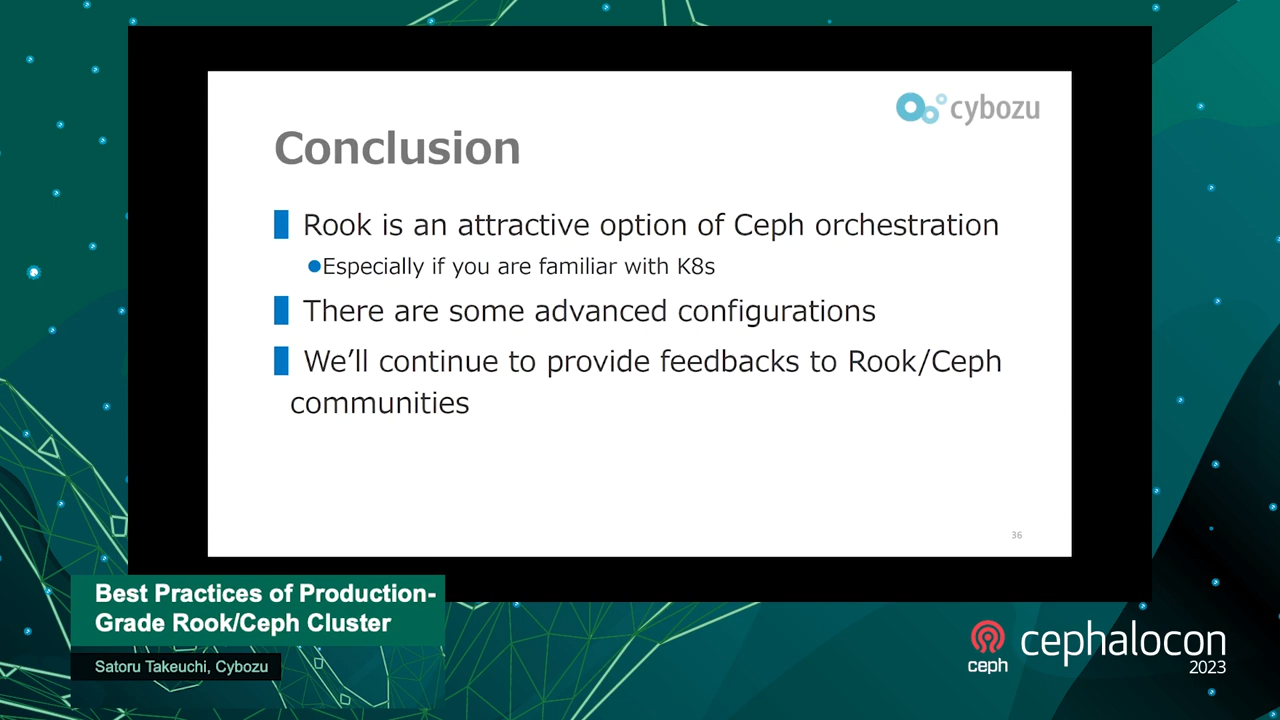 cybozu
Conclusion
Rook is an attractive option of Ceph orchestration
Especially if you are familiar with K8s
There are some advanced configurations
We’ll continue to provide feedbacks to Rook/Ceph
communities
36
Best Practices of Production-
Grade Rook/Ceph Cluster
Satoru Takeuchi, Cybozu
ceph
cephalocon
2023